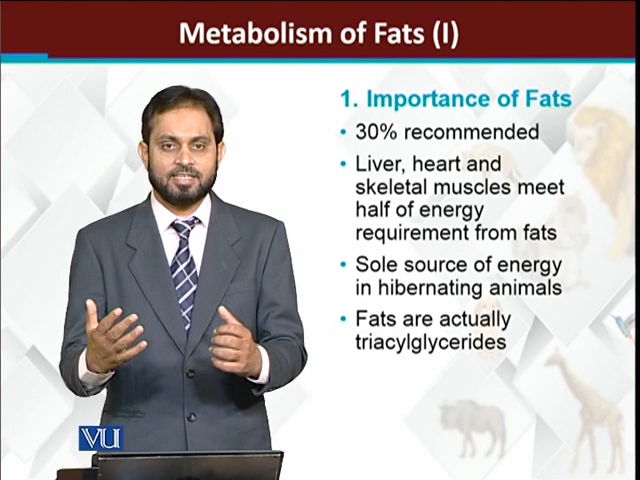 Metabolism of Fats (I)
1. Importance of Fats
• 30% recommended
• Liver, heart and
skeletal muscles meet
half of energy
requirement from fats
• Sole source of energy
in hibernating animals
• Fats are actually
triacylglycerides
VU